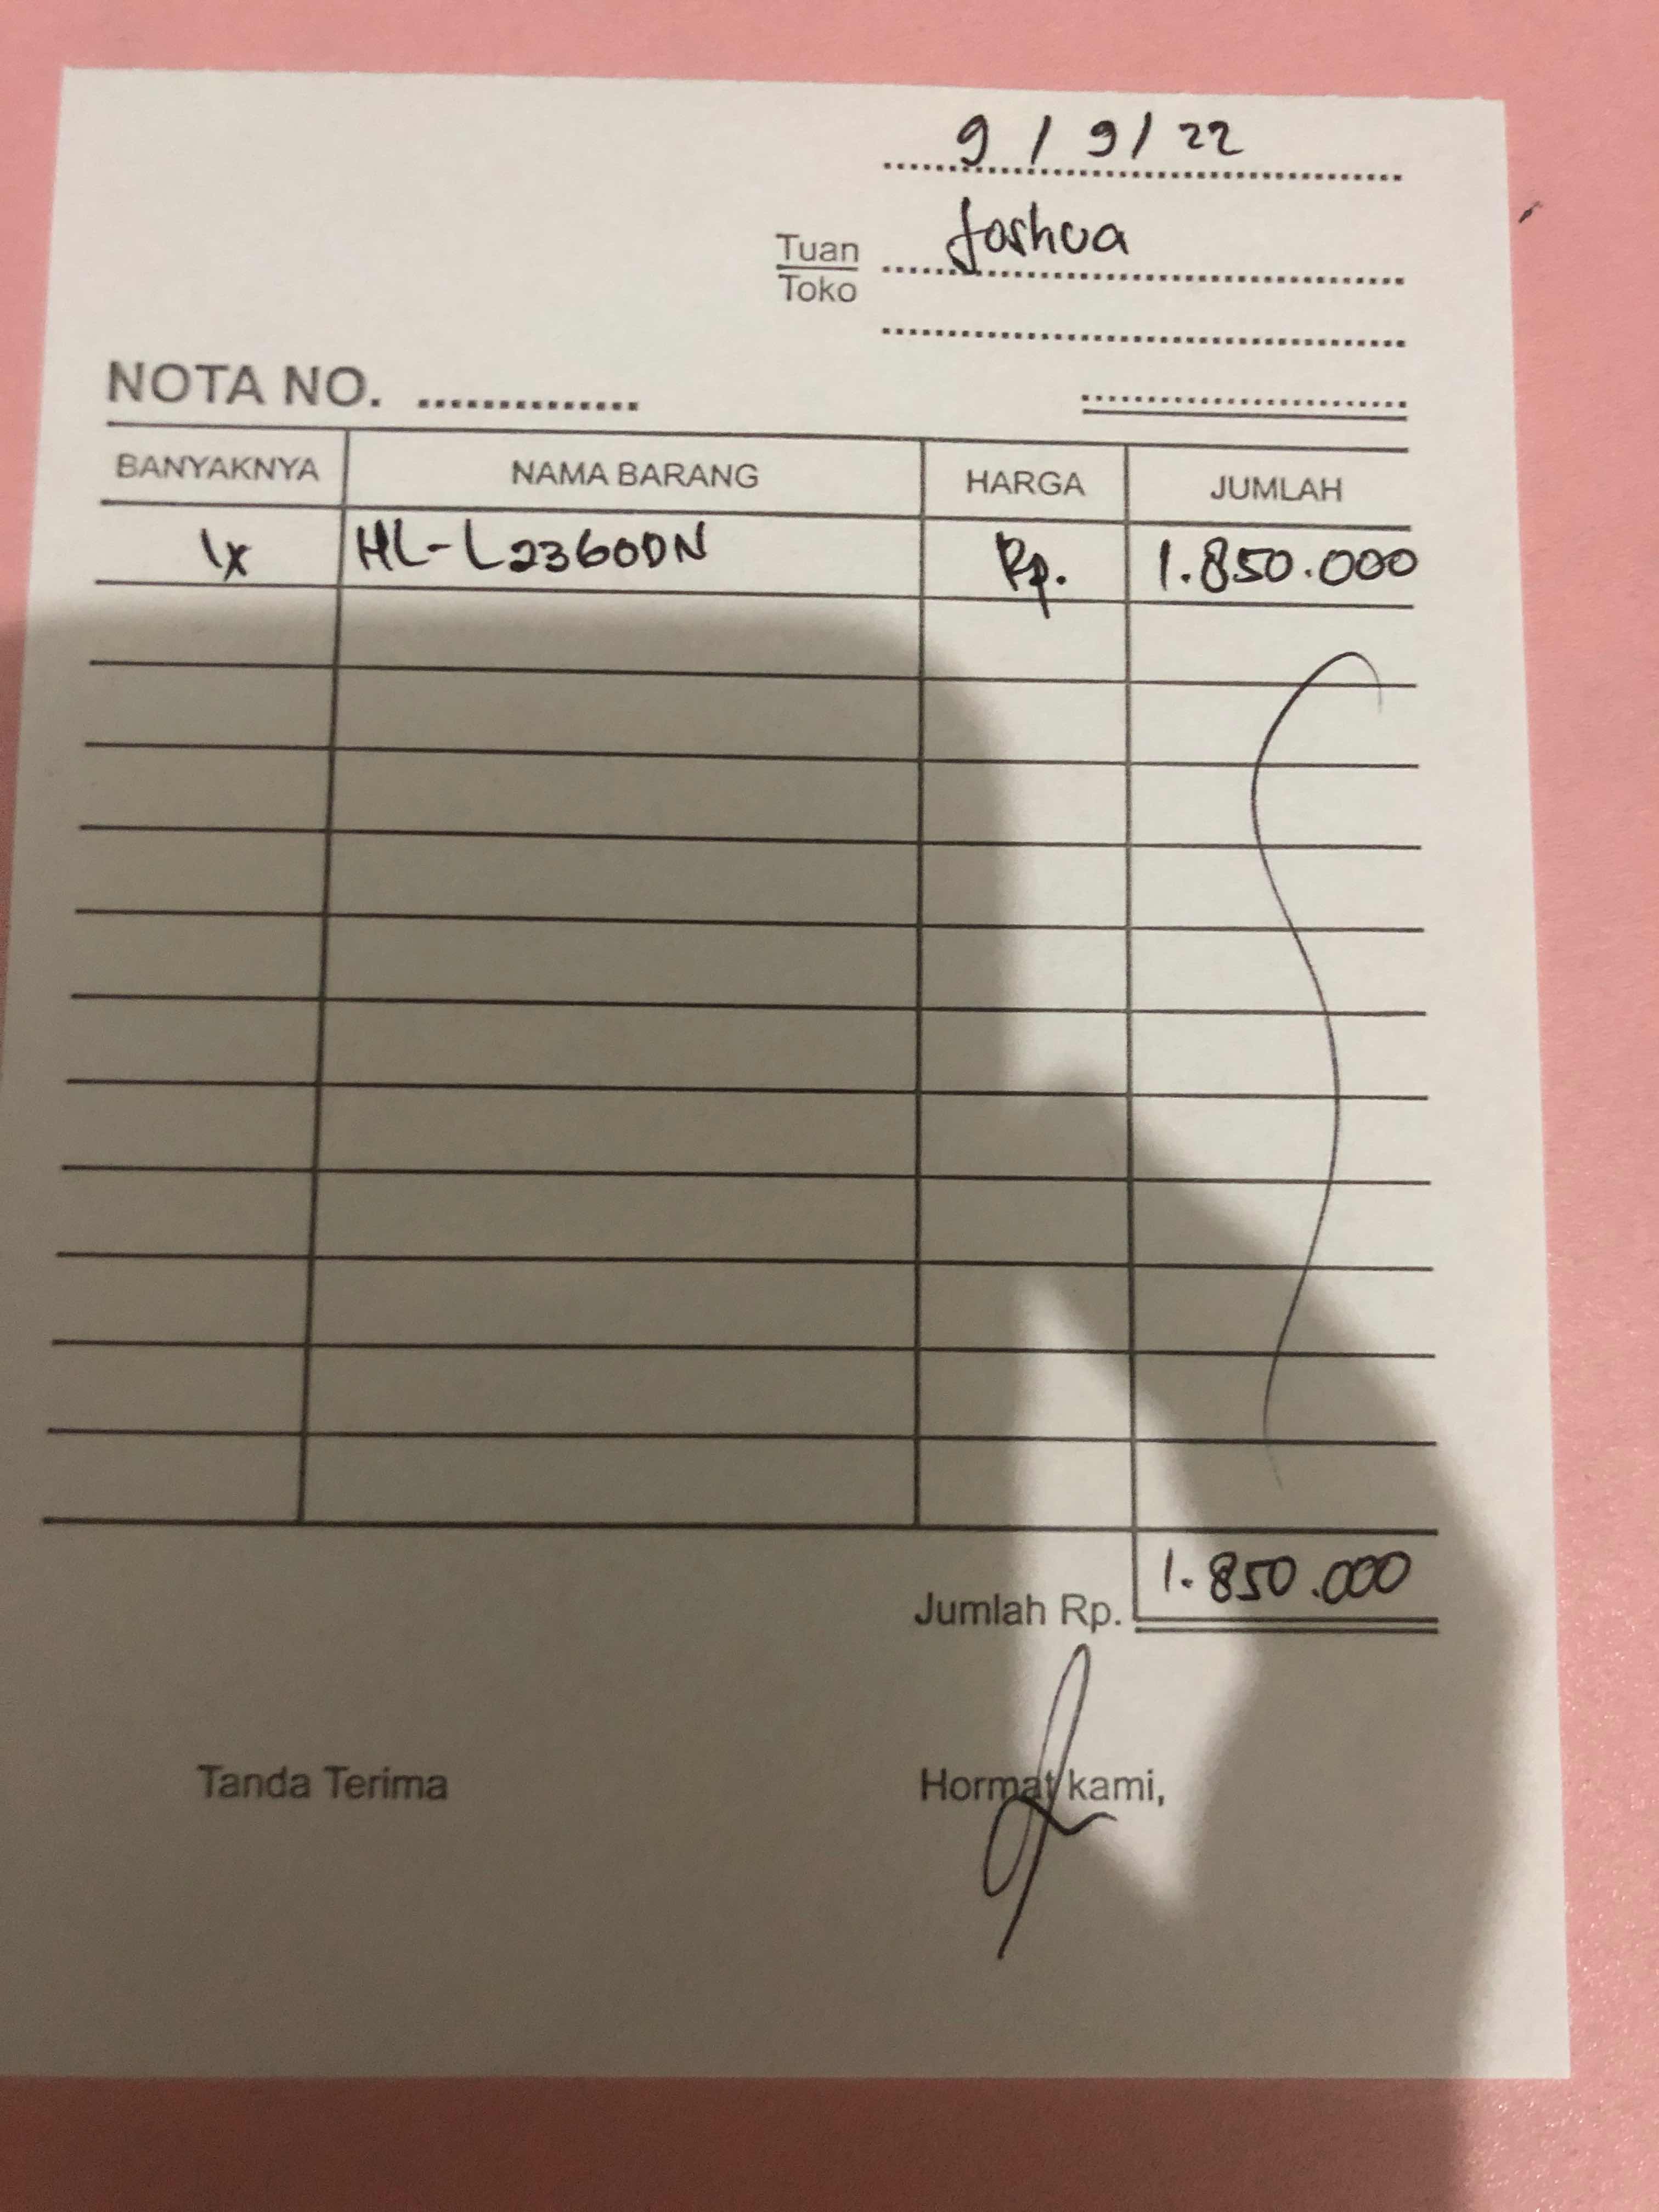 9 / 9 / 22
Tuan Joshua
Toko
NOTA NO. ..............
BANYAKNYA NAMA BARANG HARGA JUMLAH
1x HL-L2360DN Rp. 1.850.000
Jumlah Rp. 1.850.000
Tanda Terima Hormat kami,